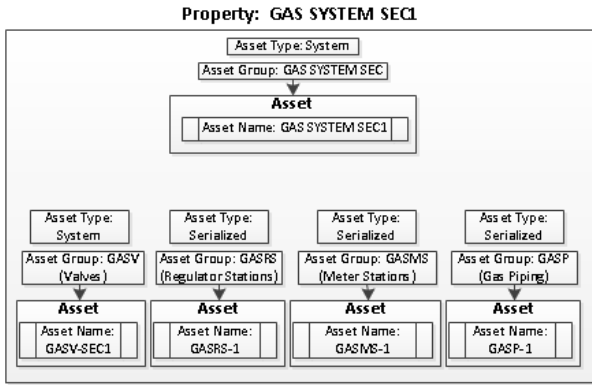 Property:  GAS SYSTEM SEC1
Asset Type: System
Asset Group: GAS SYSTEM SEC
Asset
Asset Name: GAS SYSTEM SEC1
Asset Type:
System
Asset Group: GASV
(Valves)
Asset
Asset Name:
GASV-SEC1
Asset Type:
Serialized
Asset Group: GASRS
(Regulator Stations)
Asset
Asset Name:
GASRS-1
Asset Type:
Serialized
Asset Group: GASMS
(Meter Stations)
Asset
Asset Name:
GASMS-1
Asset Type:
Serialized
Asset Group: GASP
(Gas Piping)
Asset
Asset Name:
GASP-1